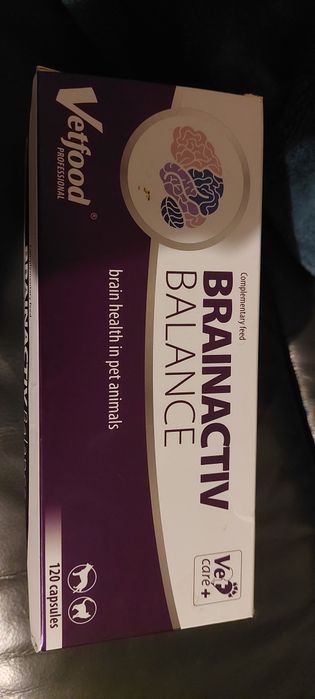 Vetfood®
PROFESSIONAL
Complementary feed
BRAINACTIV
BALANCE
brain health in pet animals
Vet
care+
120 capsules